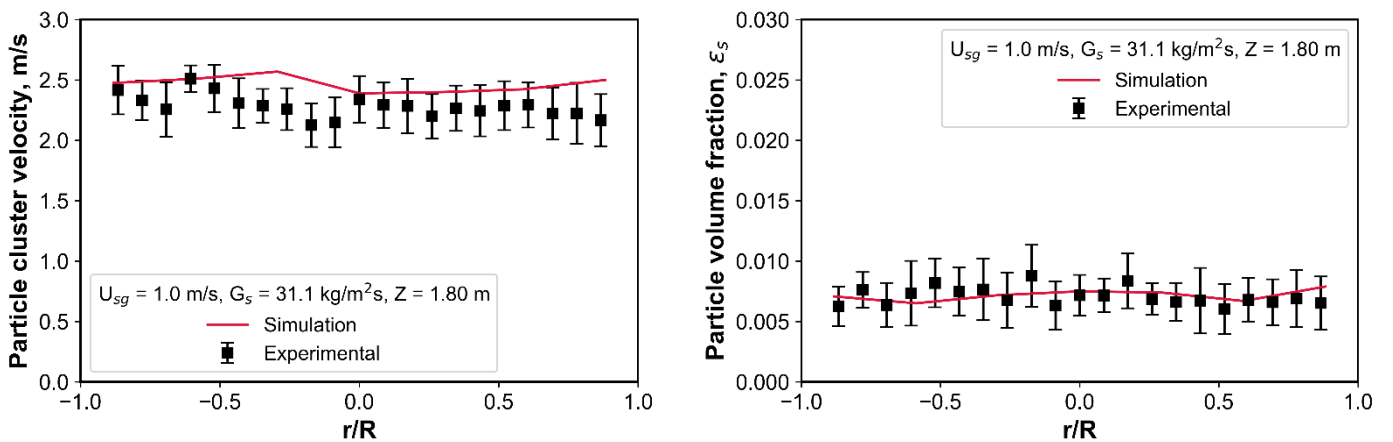 Particle cluster velocity, m/s
3.0
2.5
2.0
1.5
1.0
0.5
0.0
U_sg = 1.0 m/s, G_s = 31.1 kg/m²s, Z = 1.80 m
Simulation
Experimental
−1.0 −0.5 0.0 0.5 1.0
r/R
Particle volume fraction, ε_s
0.030
0.025
0.020
0.015
0.010
0.005
0.000
U_sg = 1.0 m/s, G_s = 31.1 kg/m²s, Z = 1.80 m
Simulation
Experimental
−1.0 −0.5 0.0 0.5 1.0
r/R